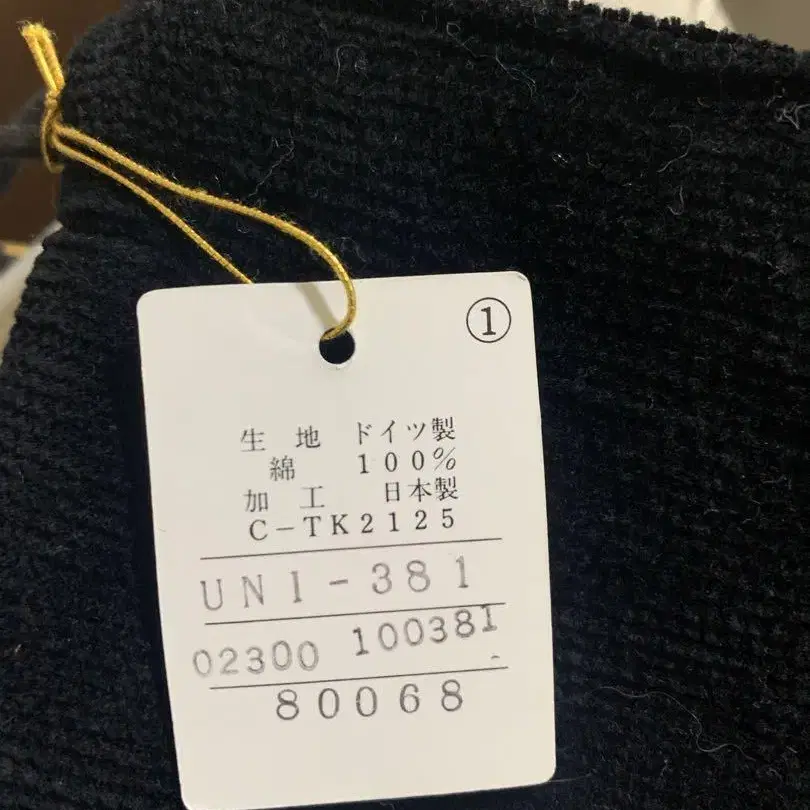 ①
生 地 ドイツ製
綿 100%
加 工 日本製
C-TK2125
UNI-381
02300 100381
80068